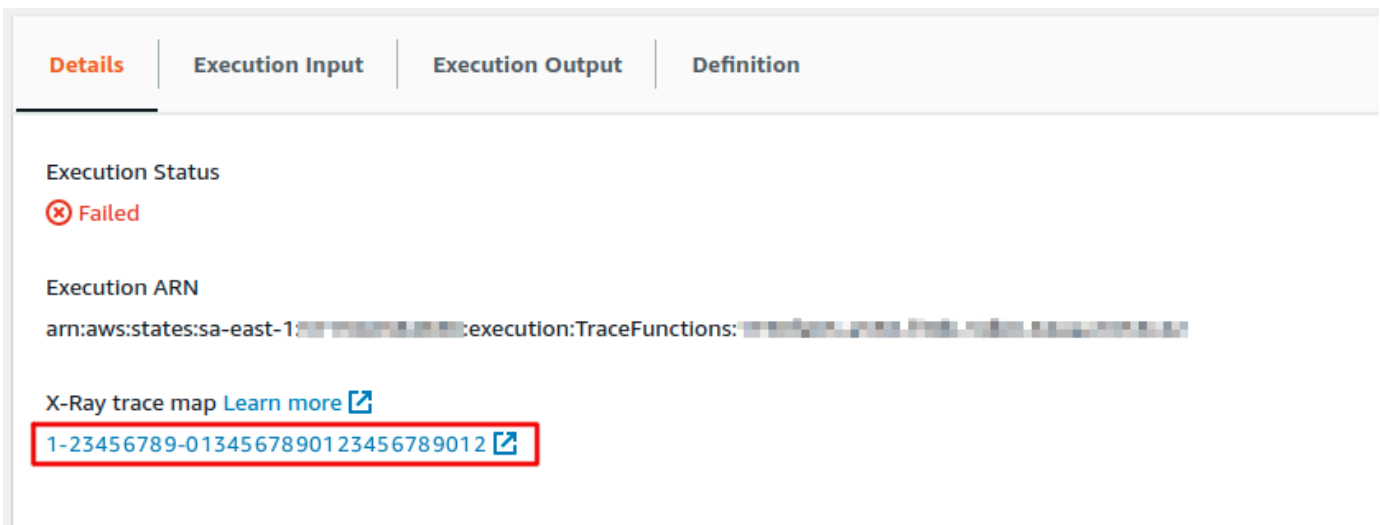 Details Execution Input Execution Output Definition
Execution Status
Failed
Execution ARN
arn:aws:states:sa-east-1: :execution:TraceFunctions:
X-Ray trace map Learn more
1-23456789-0134567890123456789012